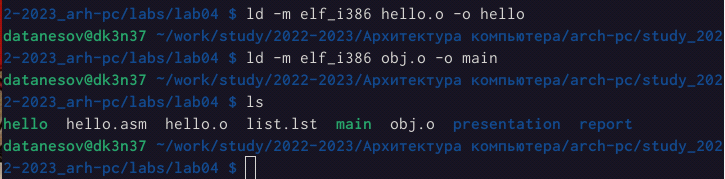 2-2023_arh-pc/labs/lab04 $ ld -m elf_i386 hello.o -o hello
datanesov@dk3n37 ~/work/study/2022-2023/Архитектура компьютера/arch-pc/study_202
2-2023_arh-pc/labs/lab04 $ ld -m elf_i386 obj.o -o main
datanesov@dk3n37 ~/work/study/2022-2023/Архитектура компьютера/arch-pc/study_202
2-2023_arh-pc/labs/lab04 $ ls
hello  hello.asm  hello.o  list.lst  main  obj.o  presentation  report
datanesov@dk3n37 ~/work/study/2022-2023/Архитектура компьютера/arch-pc/study_202
2-2023_arh-pc/labs/lab04 $